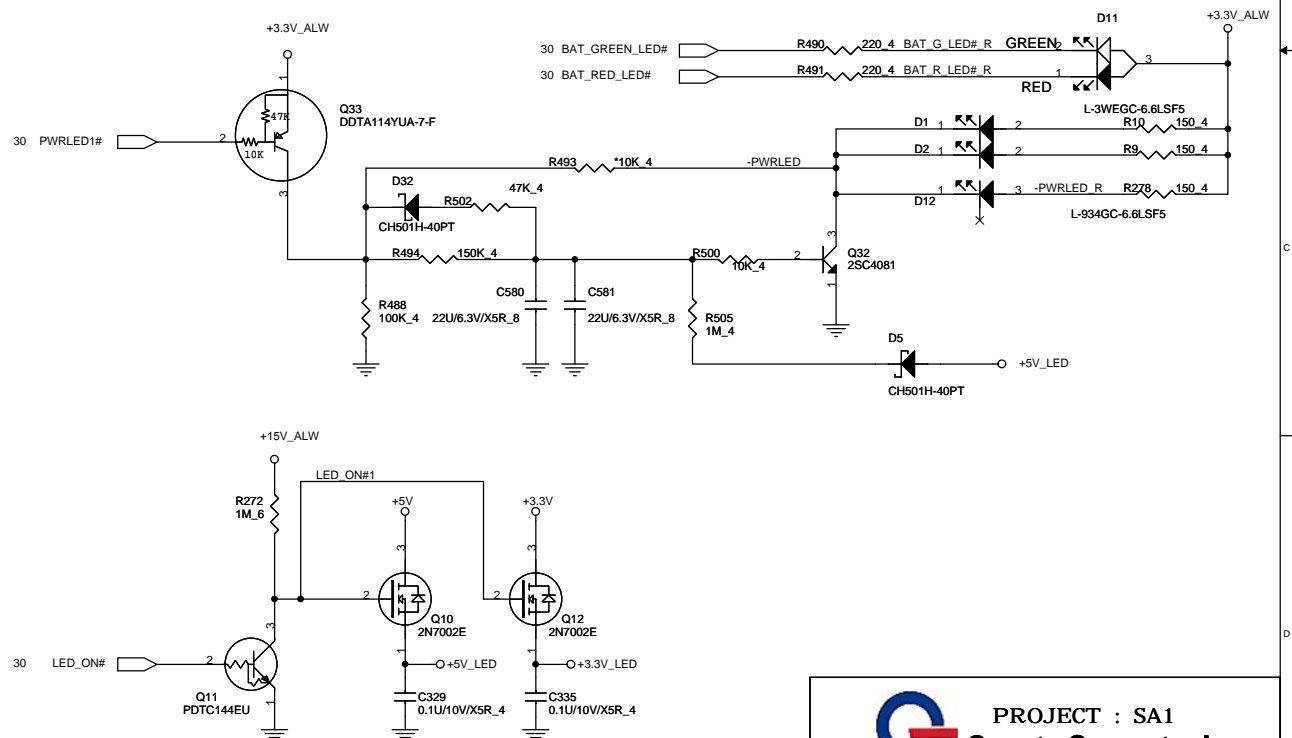 +3.3V_ALW
D11
+3.3V_ALW
30 BAT_GREEN_LED#
R490
220_4
BAT_G_LED#_R
GREEN
2
3
30 BAT_RED_LED#
R491
220_4
BAT_R_LED#_R
1
RED
L-3WEGC-6.6LSF5
1
Q33
DDTA114YUA-7-F
47K
10K
30 PWRLED1#
2
3
D1
1
2
R10
150_4
D2
1
2
R9
150_4
R493
*10K_4
-PWRLED
D12
1
3
-PWRLED_R
R278
150_4
L-934GC-6.6LSF5
D32
CH501H-40PT
R502
47K_4
R494
150K_4
R500
10K_4
2
3
1
Q32
2SC4081
C
R488
100K_4
C580
22U/6.3V/X5R_8
C581
22U/6.3V/X5R_8
R505
1M_4
D5
CH501H-40PT
+5V_LED
+15V_ALW
LED_ON#1
R272
1M_6
+5V
+3.3V
3
3
2
2
Q10
2N7002E
Q12
2N7002E
1
1
3
30 LED_ON#
2
Q11
PDTC144EU
1
+5V_LED
+3.3V_LED
C329
0.1U/10V/X5R_4
C335
0.1U/10V/X5R_4
D
PROJECT : SA1